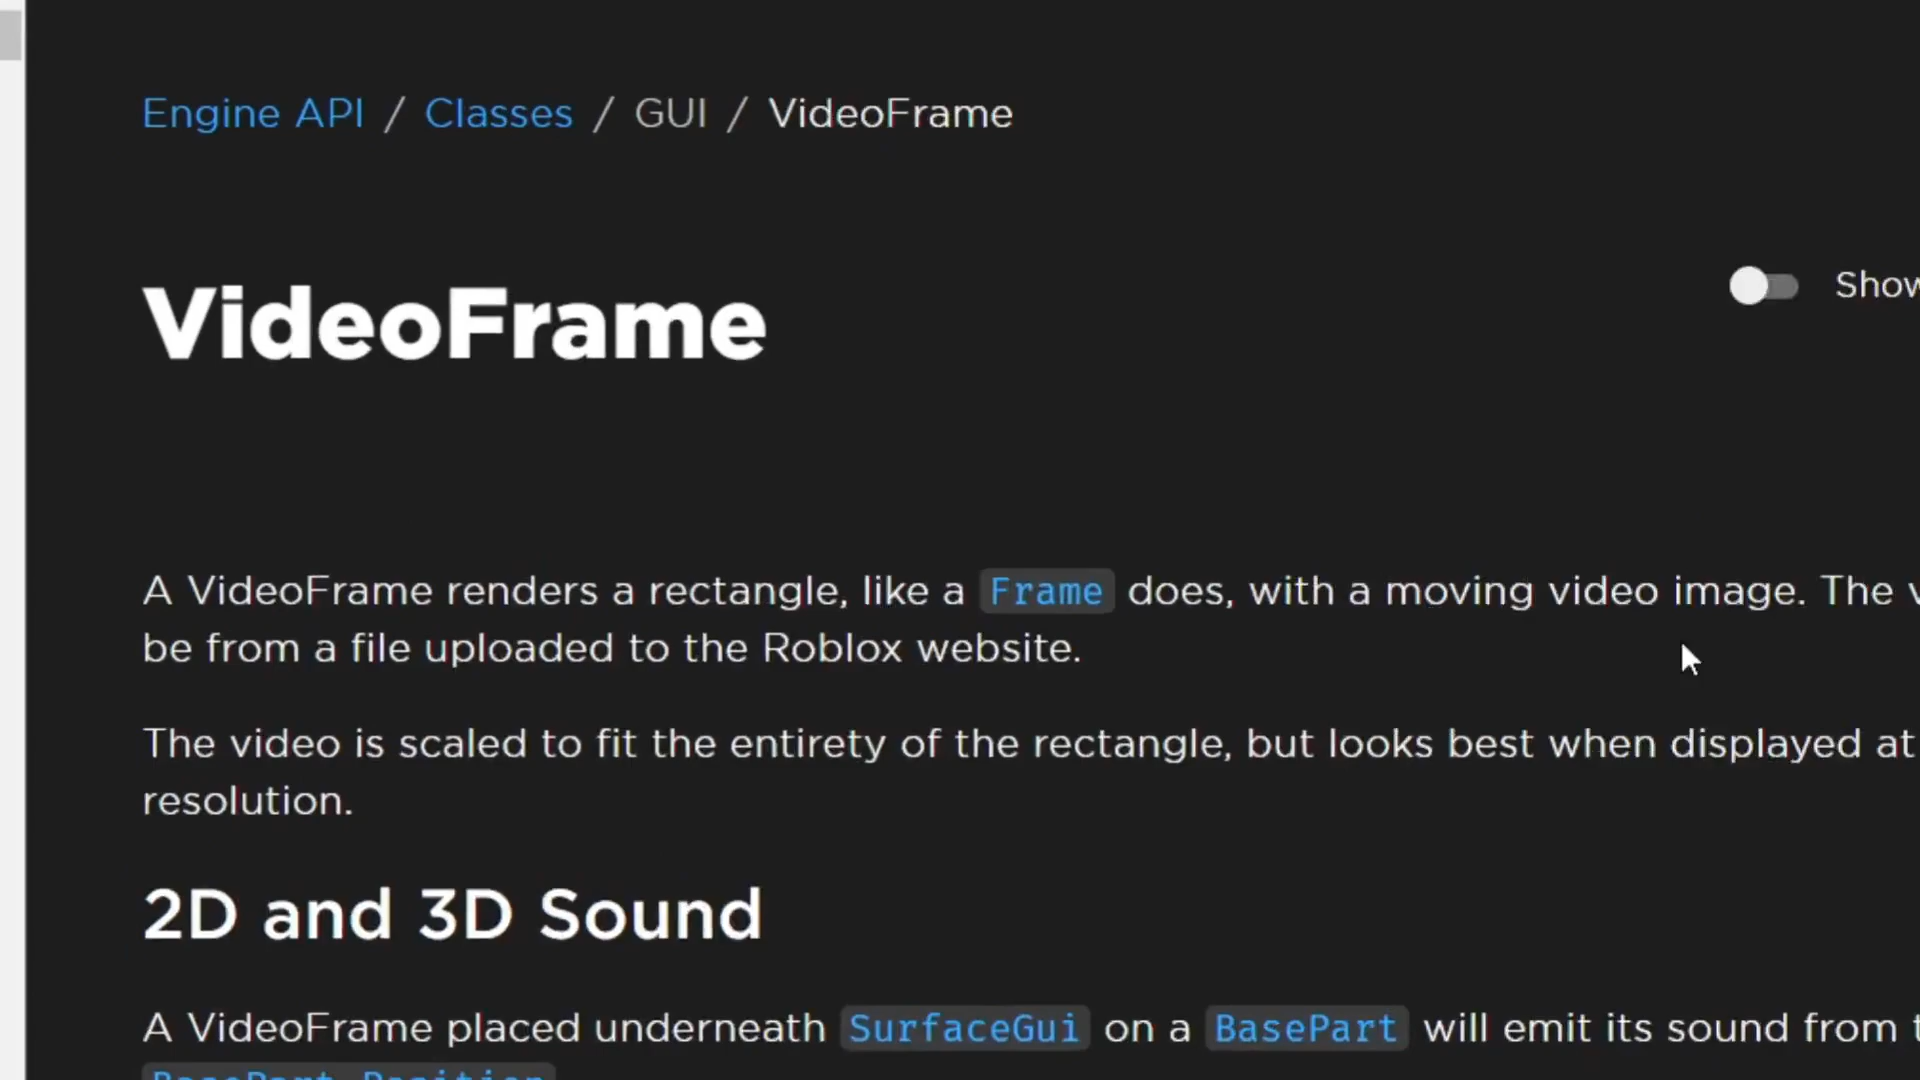 Engine API / Classes / GUI / VideoFrame
VideoFrame
Show
A VideoFrame renders a rectangle, like a Frame does, with a moving video image. The
be from a file uploaded to the Roblox website.
The video is scaled to fit the entirety of the rectangle, but looks best when displayed at
resolution.
2D and 3D Sound
A VideoFrame placed underneath SurfaceGui on a BasePart will emit its sound from
BasePart.Position